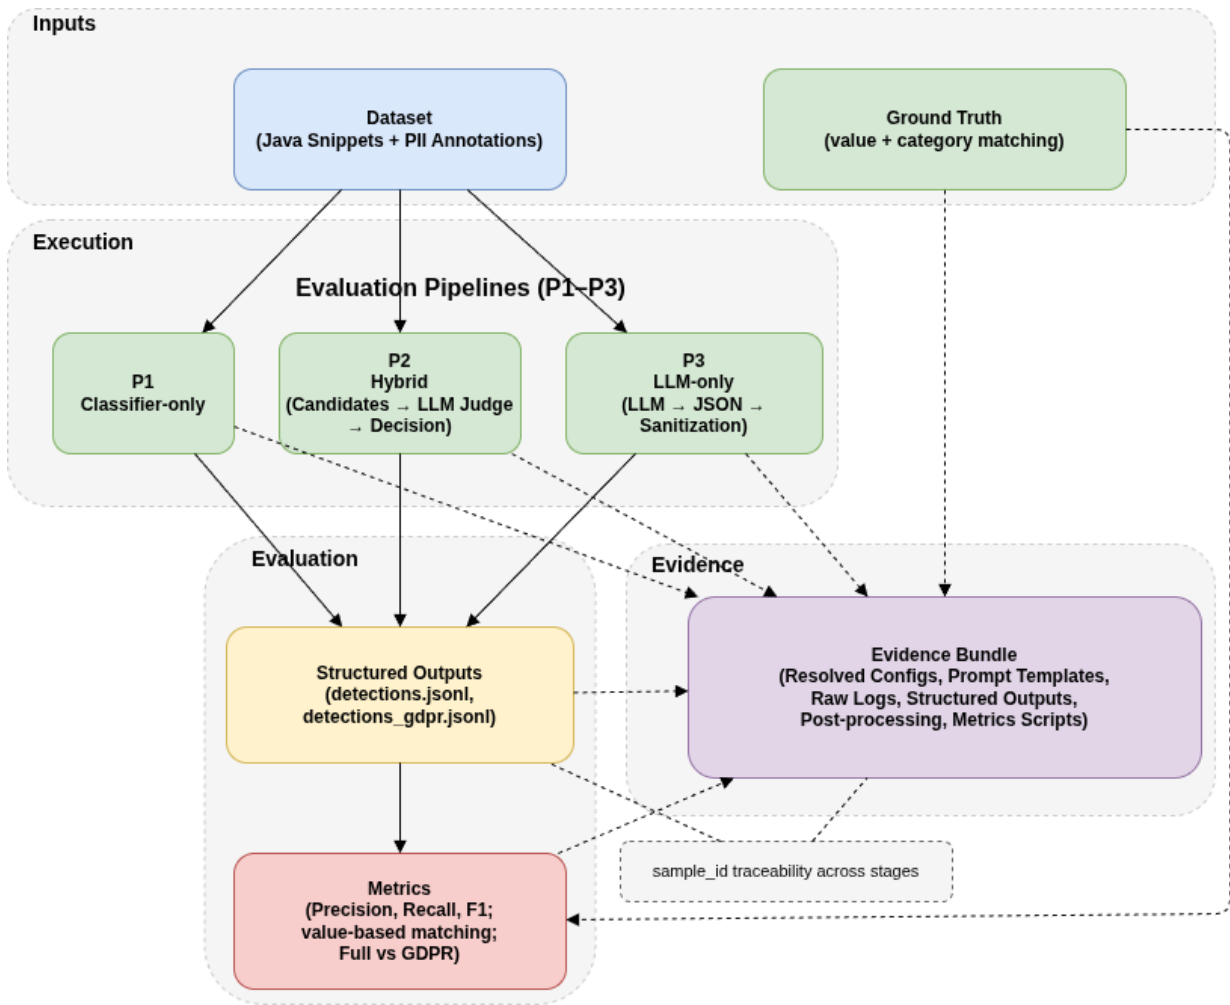 Inputs
Dataset
(Java Snippets + PII Annotations)
Ground Truth
(value + category matching)
Execution
Evaluation Pipelines (P1–P3)
P1
Classifier-only
P2
Hybrid
(Candidates → LLM Judge
→ Decision)
P3
LLM-only
(LLM → JSON →
Sanitization)
Evaluation
Evidence
Structured Outputs
(detections.jsonl,
detections_gdpr.jsonl)
Evidence Bundle
(Resolved Configs, Prompt Templates,
Raw Logs, Structured Outputs,
Post-processing, Metrics Scripts)
Metrics
(Precision, Recall, F1;
value-based matching;
Full vs GDPR)
sample_id traceability across stages